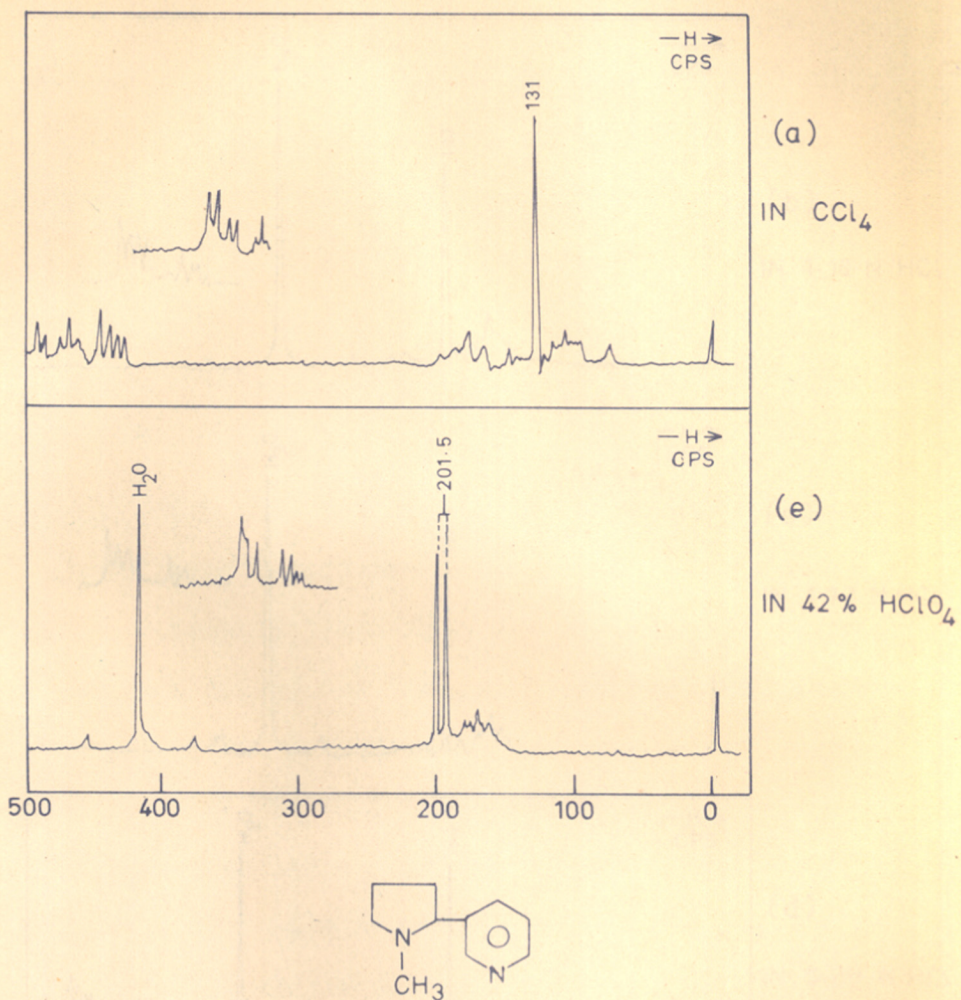 —H→
CPS
131
(a)
IN CCl4
—H→
CPS
H2O
201·5
(e)
IN 42% HClO4
500 400 300 200 100 0
N
N
CH3